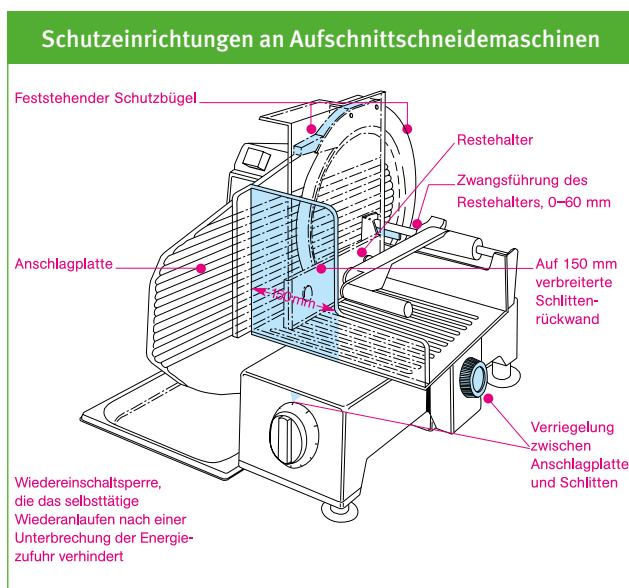 Schutzeinrichtungen an Aufschnittschneidemaschinen
Feststehender Schutzbügel
Restehalter
Zwangsführung des
Restehalters, 0–60 mm
Anschlagplatte
Auf 150 mm
verbreiterte
Schlitten-
rückwand
150 mm
Verriegelung
zwischen
Anschlagplatte
und Schlitten
Wiedereinschaltsperre,
die das selbsttätige
Wiederanlaufen nach einer
Unterbrechung der Energie-
zufuhr verhindert